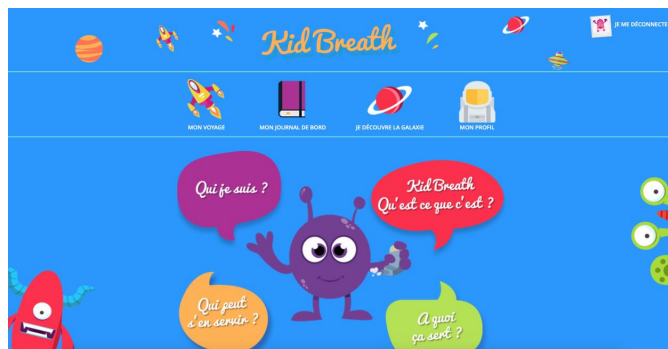 Kid Breath
JE ME DÉCONNECTE
MON VOYAGE
MON JOURNAL DE BORD
JE DÉCOUVRE LA GALAXIE
MON PROFIL
Qui je suis ?
Kid Breath
Qu'est ce que c'est ?
Qui peut
s'en servir ?
A quoi
ça sert ?